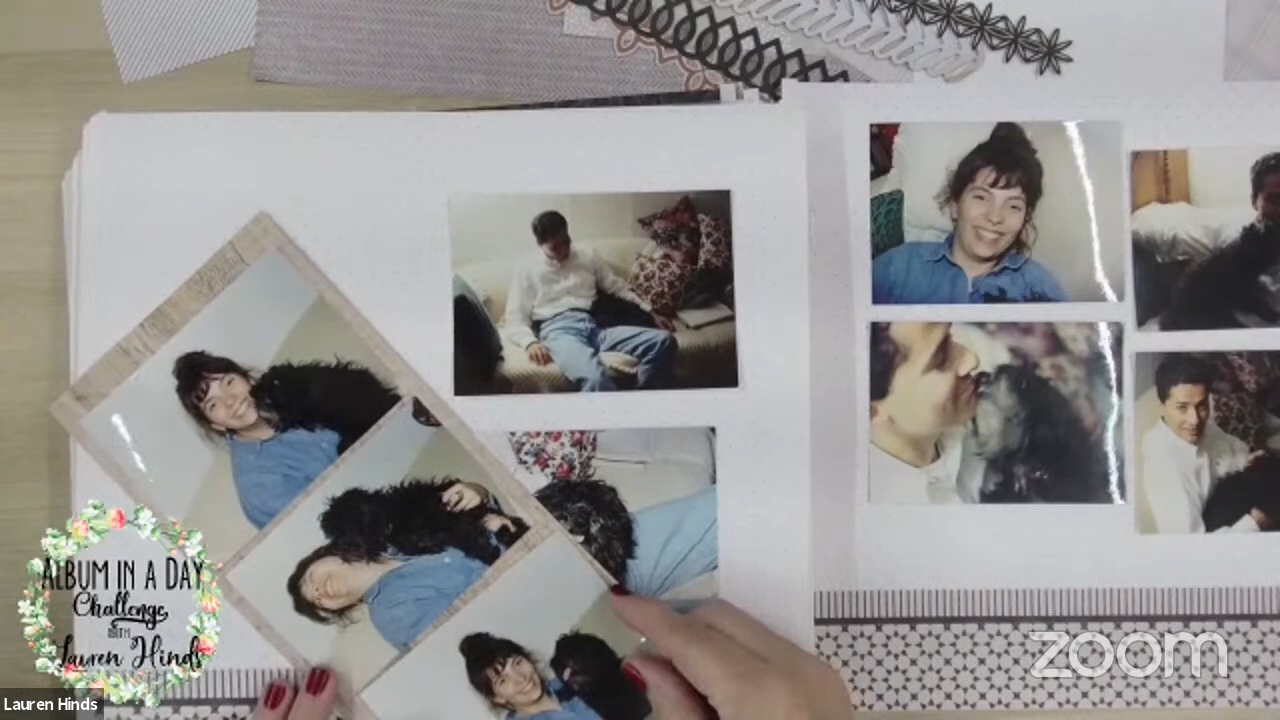 ALBUM IN A DAY
Challenge
WITH
Lauren Hinds
zoom
Lauren Hinds